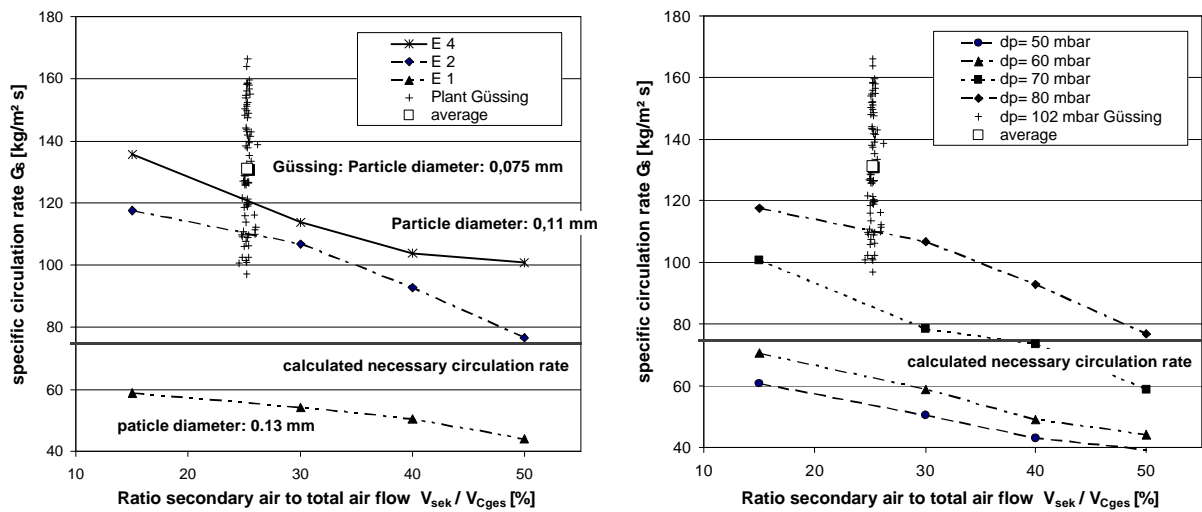 specific circulation rate Gs [kg/m² s]
180
160
140
120
100
80
60
40
E 4
E 2
E 1
Plant Güssing
average
Güssing: Particle diameter: 0,075 mm
Particle diameter: 0,11 mm
calculated necessary circulation rate
paticle diameter: 0.13 mm
10 20 30 40 50
Ratio secondary air to total air flow Vsek / VCges [%]
specific circulation rate Gs [kg/m² s]
180
160
140
120
100
80
60
40
dp= 50 mbar
dp= 60 mbar
dp= 70 mbar
dp= 80 mbar
dp= 102 mbar Güssing
average
calculated necessary circulation rate
10 20 30 40 50
Ratio secondary air to total air flow Vsek / VCges [%]